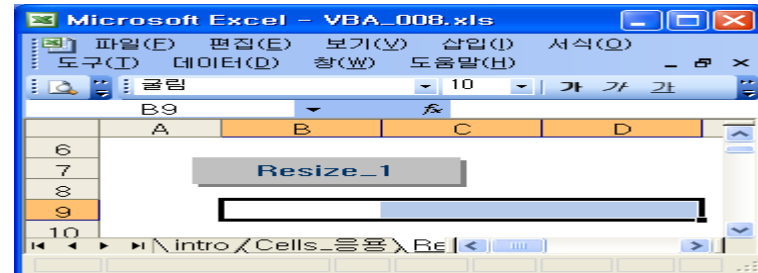 Microsoft Excel - VBA_008.xls
파일(F) 편집(E) 보기(V) 삽입(I) 서식(O)
도구(T) 데이터(D) 창(W) 도움말(H)
굴림 10 가 가 가
B9 fx
A B C D
6
7 Resize_1
8
9
10
intro Cells_응용 Re